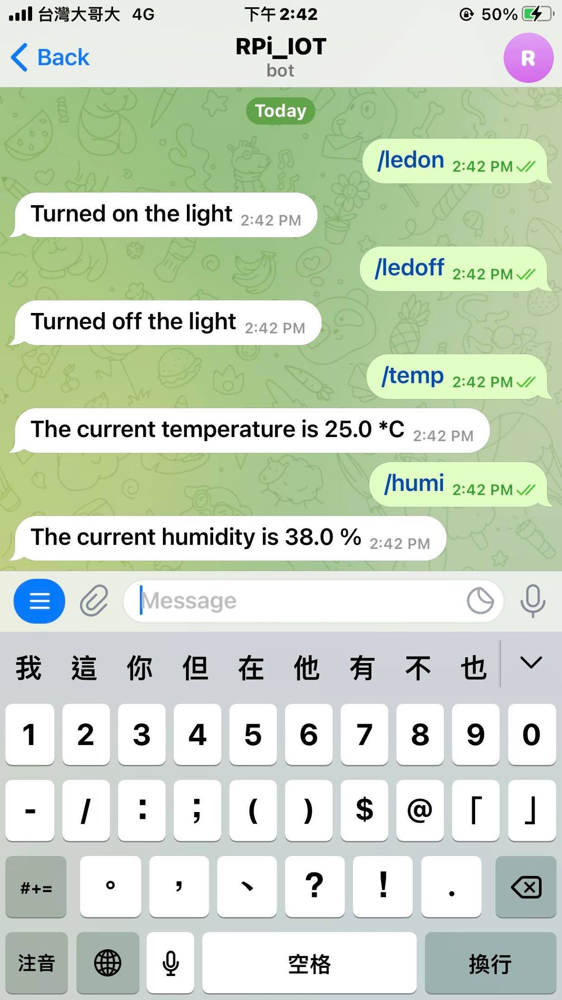 台灣大哥大 4G 下午 2:42 50%
Back RPi_IOT R
bot
Today
/ledon 2:42 PM
Turned on the light 2:42 PM
/ledoff 2:42 PM
Turned off the light 2:42 PM
/temp 2:42 PM
The current temperature is 25.0 *C 2:42 PM
/humi 2:42 PM
The current humidity is 38.0 % 2:42 PM
Message
我 這 你 但 在 他 有 不 也
1 2 3 4 5 6 7 8 9 0
- / : ; ( ) $ @ 「 」
#+= 。 , 、 ? ! .
注音 空格 換行